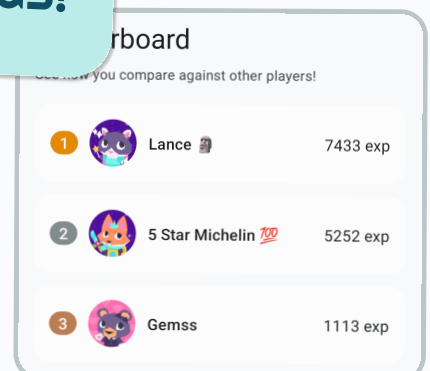 rboard
you compare against other players!
1 Lance 🗿 7433 exp
2 5 Star Michelin 💯 5252 exp
3 Gemss 1113 exp